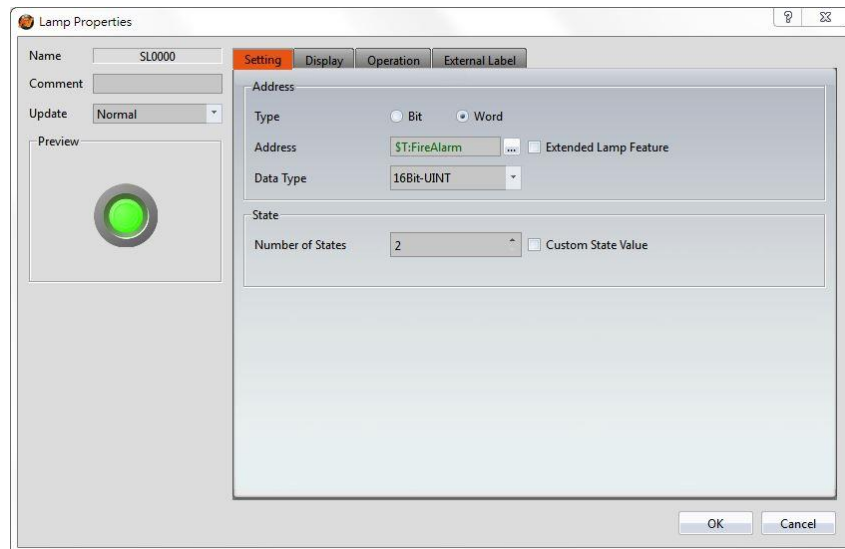 Lamp Properties
Name SL0000
Comment
Update Normal
Preview
Setting Display Operation External Label
Address
Type Bit Word
Address $T:FireAlarm ... Extended Lamp Feature
Data Type 16Bit-UINT
State
Number of States 2 Custom State Value
OK Cancel